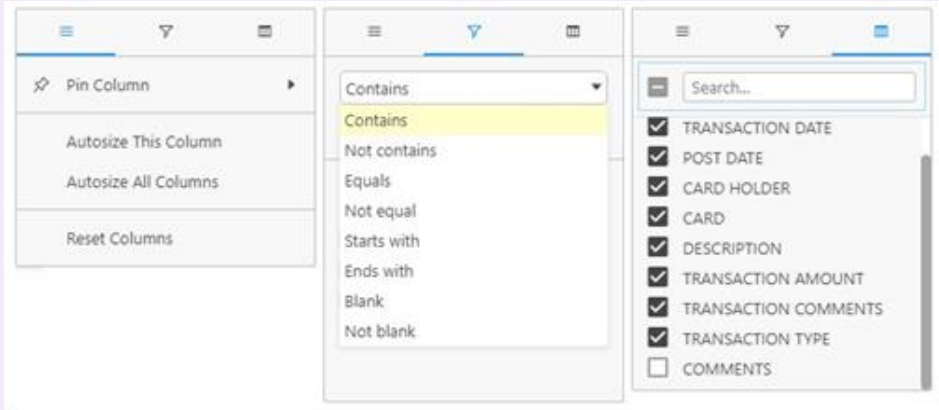 Pin Column
Autosize This Column
Autosize All Columns
Reset Columns
Contains
Contains
Not contains
Equals
Not equal
Starts with
Ends with
Blank
Not blank
Search...
TRANSACTION DATE
POST DATE
CARD HOLDER
CARD
DESCRIPTION
TRANSACTION AMOUNT
TRANSACTION COMMENTS
TRANSACTION TYPE
COMMENTS